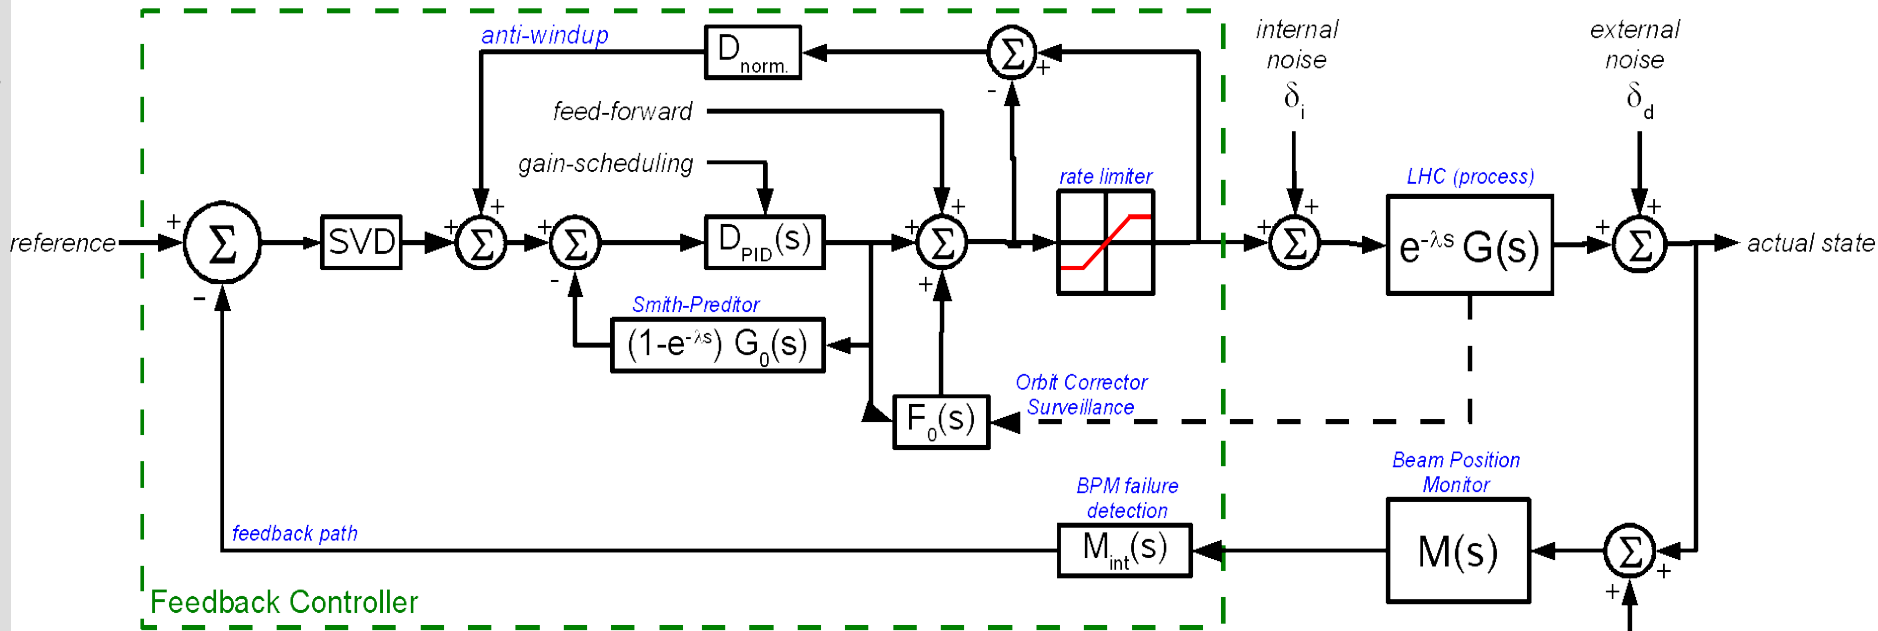 anti-windup
D norm.
Σ
+
-
internal
noise
δi
external
noise
δd
feed-forward
gain-scheduling
rate limiter
LHC (process)
reference
+
Σ
-
SVD
+
+
Σ
+
Σ
-
DPID(s)
+
+
Σ
+
+
+
Σ
e-λs G(s)
+
+
Σ
actual state
Smith-Preditor
(1-e-λs) G0(s)
Orbit Corrector
Surveillance
F0(s)
Beam Position
Monitor
BPM failure
detection
feedback path
Mint(s)
M(s)
Σ
+
+
Feedback Controller